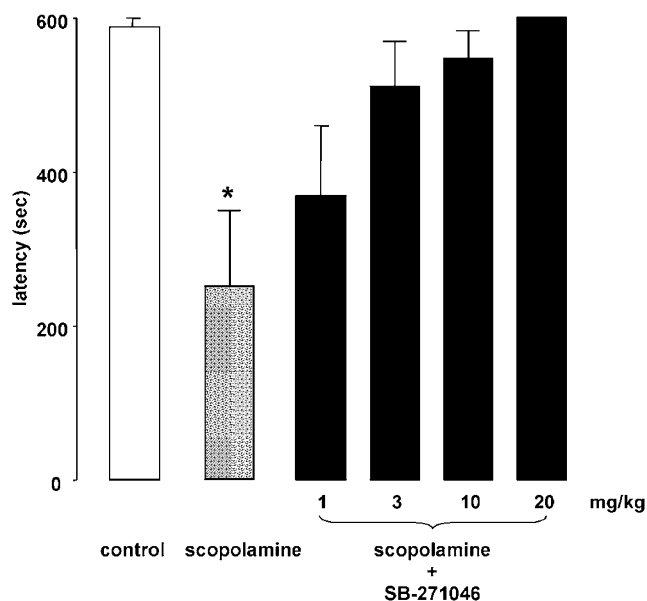 600
400
200
0
latency (sec)
*
1 3 10 20 mg/kg
control scopolamine scopolamine
+
SB-271046